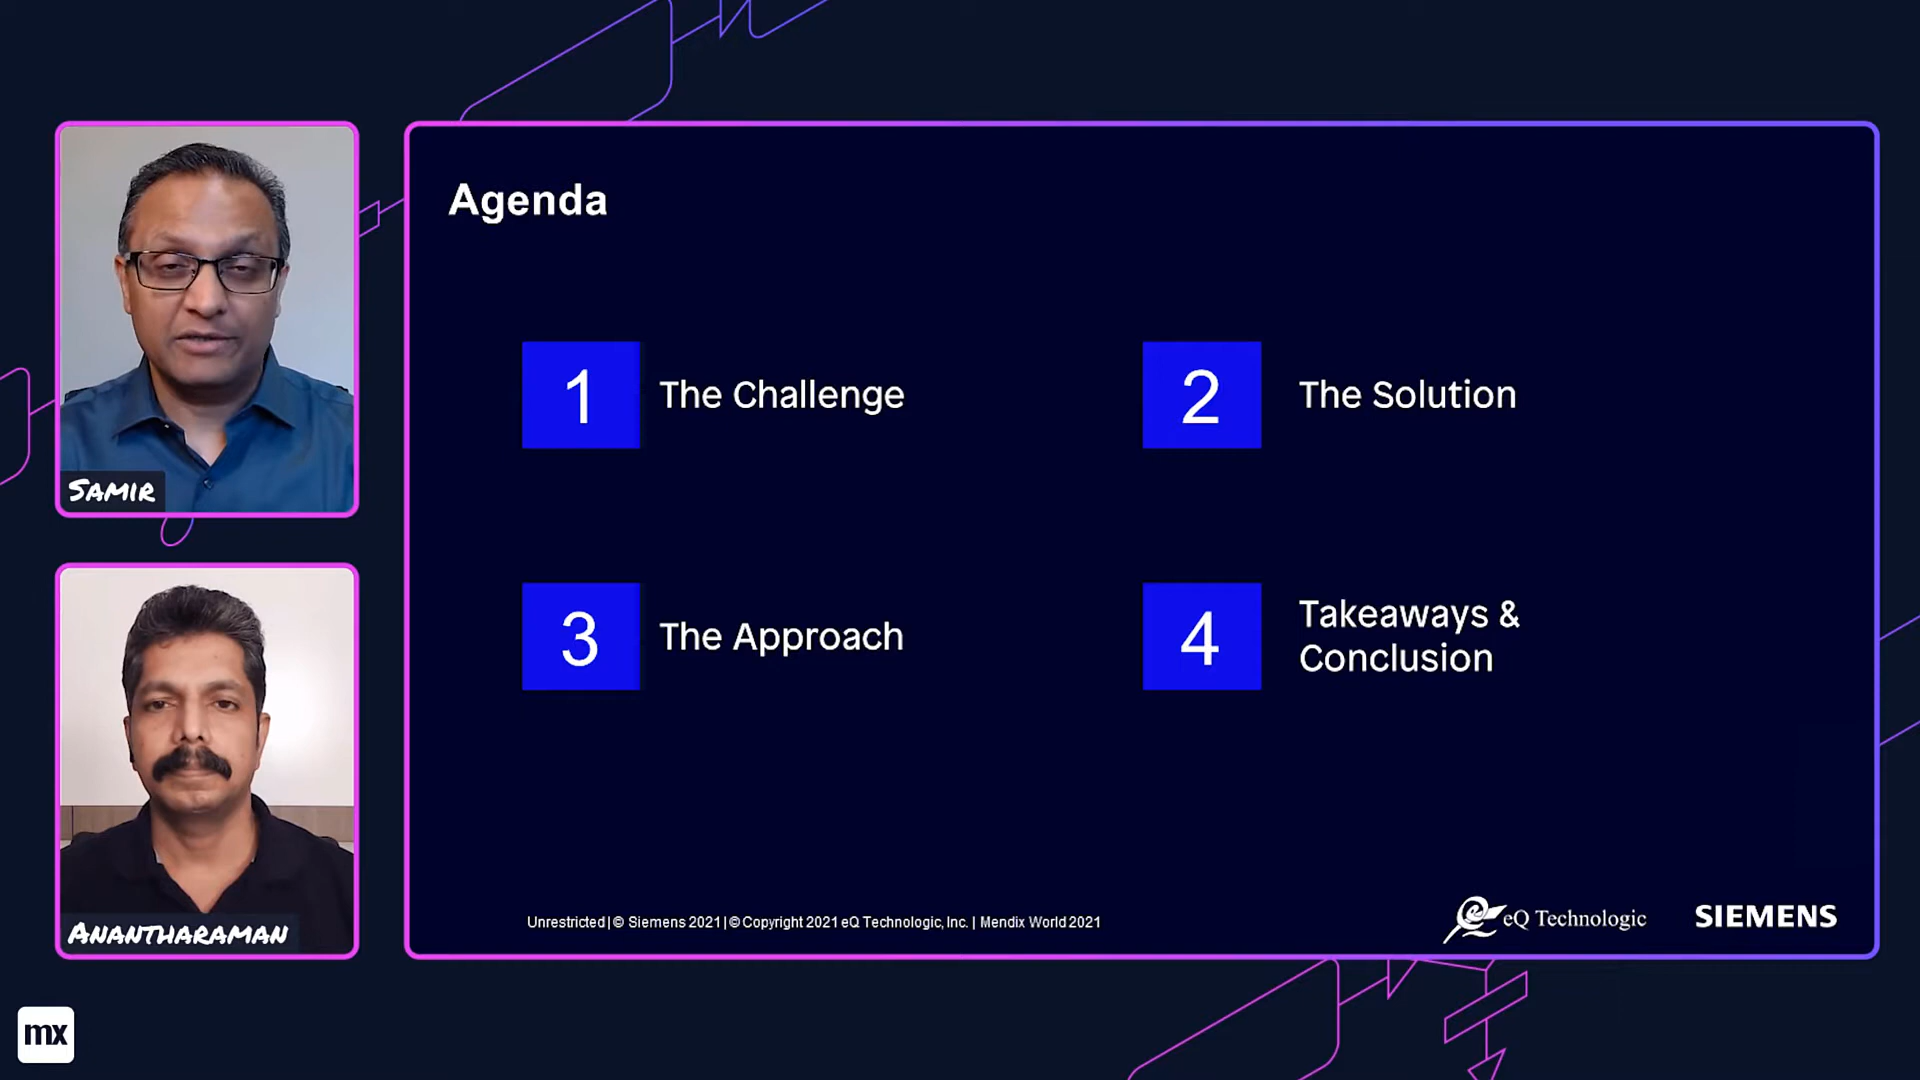 Agenda
1 The Challenge
2 The Solution
3 The Approach
4 Takeaways &
Conclusion
SAMIR
ANANTHARAMAN
Unrestricted | © Siemens 2021 | © Copyright 2021 eQ Technologic, Inc. | Mendix World 2021
eQ Technologic
SIEMENS
mx